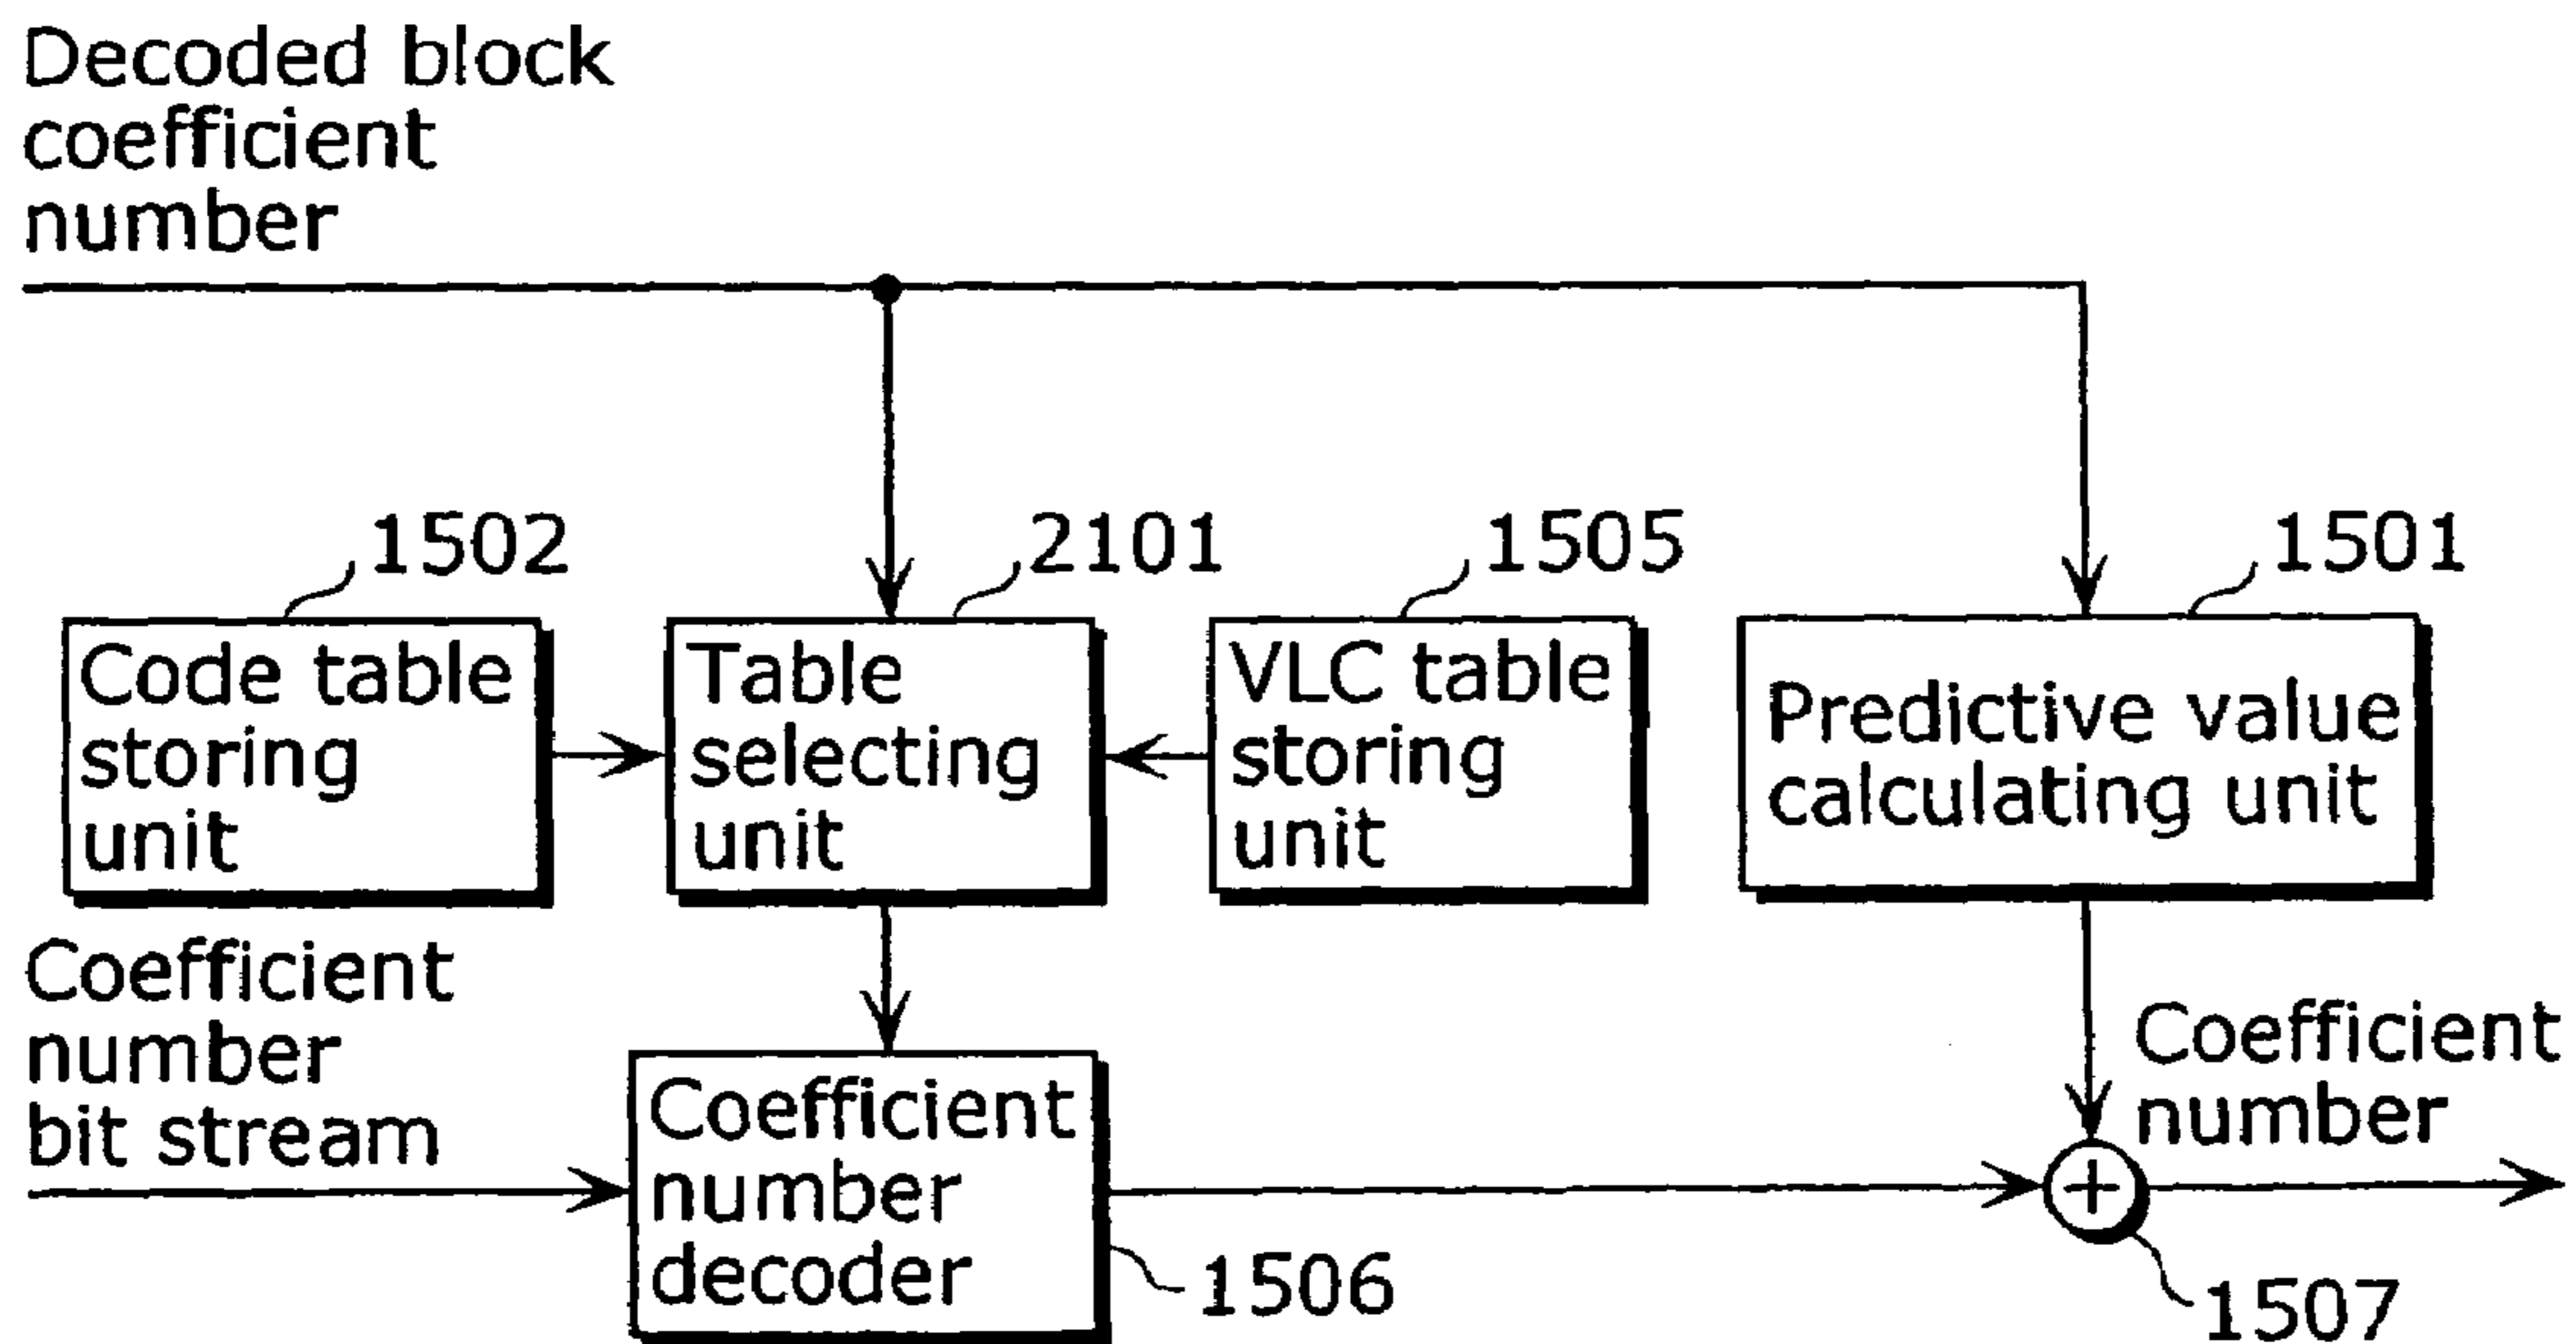 Decoded block
coefficient
number
1502
2101
1505
1501
Code table
storing
unit
Table
selecting
unit
VLC table
storing
unit
Predictive value
calculating unit
Coefficient
number
bit stream
Coefficient
number
decoder
1506
+
Coefficient
number
1507